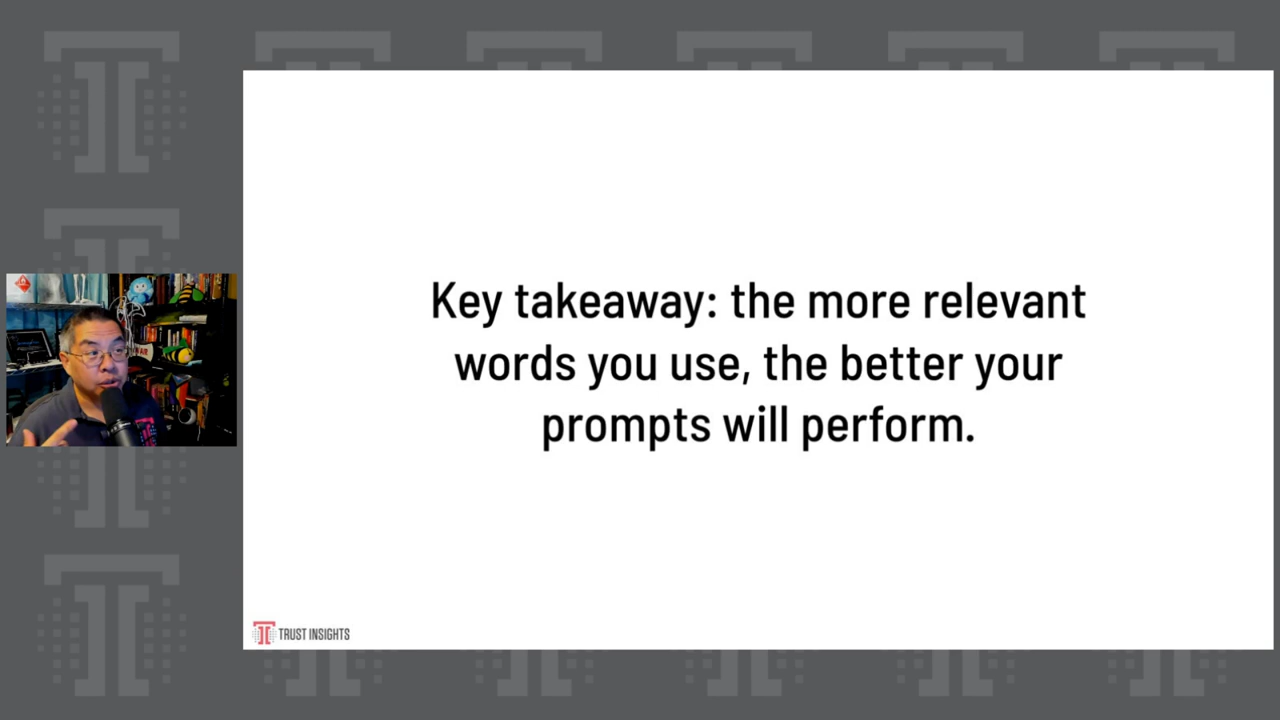 Key takeaway: the more relevant
words you use, the better your
prompts will perform.
TRUST INSIGHTS